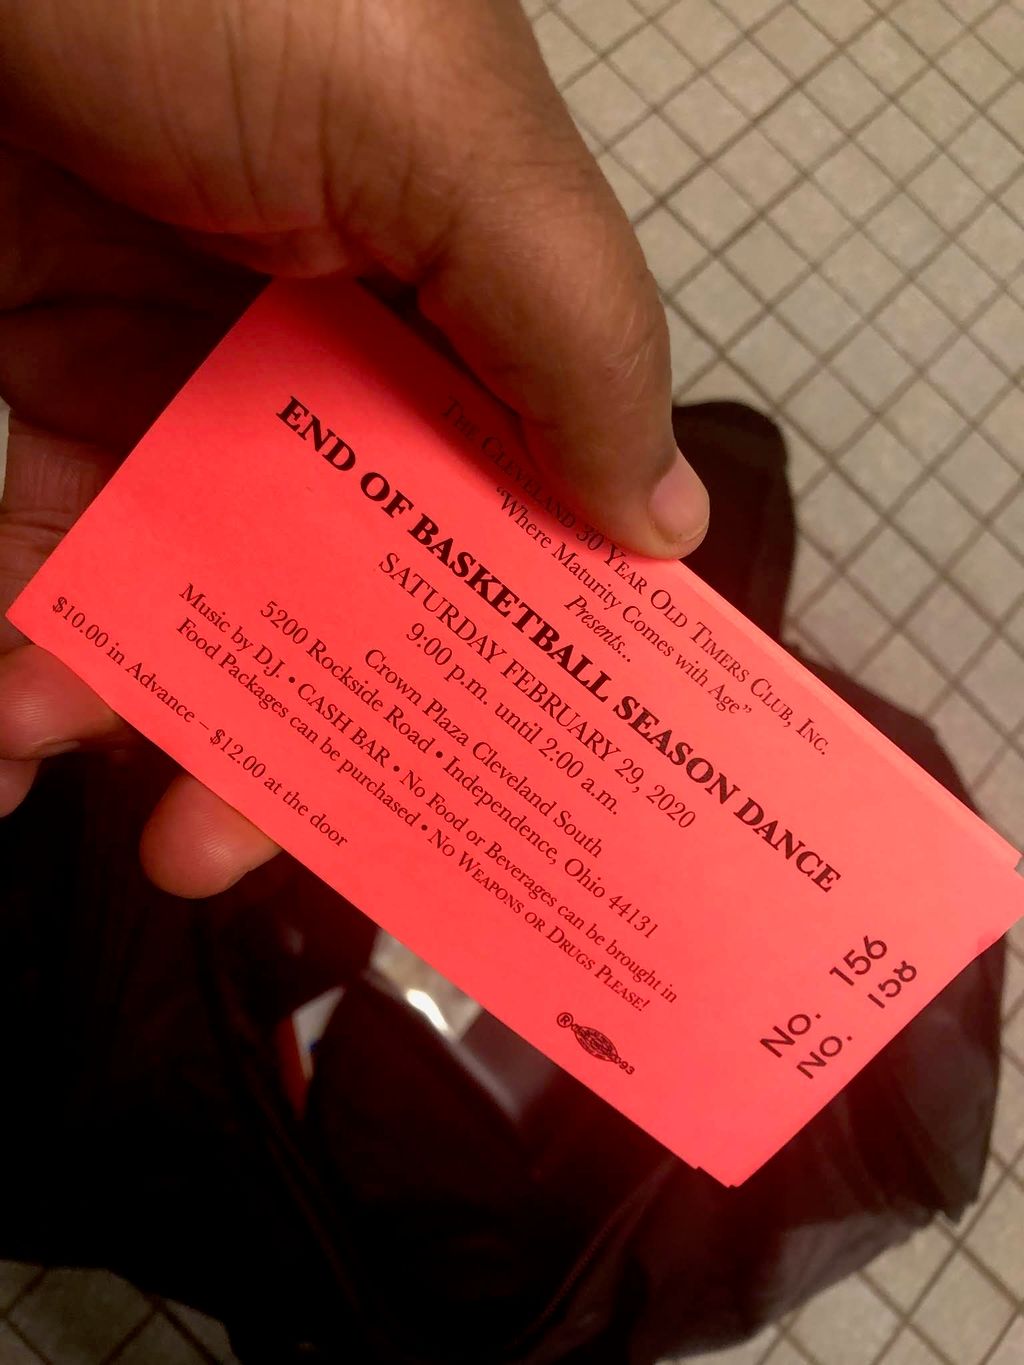 THE CLEVELAND 30 YEAR OLD TIMERS CLUB, INC.
“Where Maturity Comes with Age”
Presents...
END OF BASKETBALL SEASON DANCE
SATURDAY FEBRUARY 29, 2020
9:00 p.m. until 2:00 a.m.
Crown Plaza Cleveland South
5200 Rockside Road • Independence, Ohio 44131
Music by D.J. • CASH BAR • No Food or Beverages can be brought in
Food Packages can be purchased • NO WEAPONS OR DRUGS PLEASE!
$10.00 in Advance – $12.00 at the door
® 93
NO. 156
NO. 158